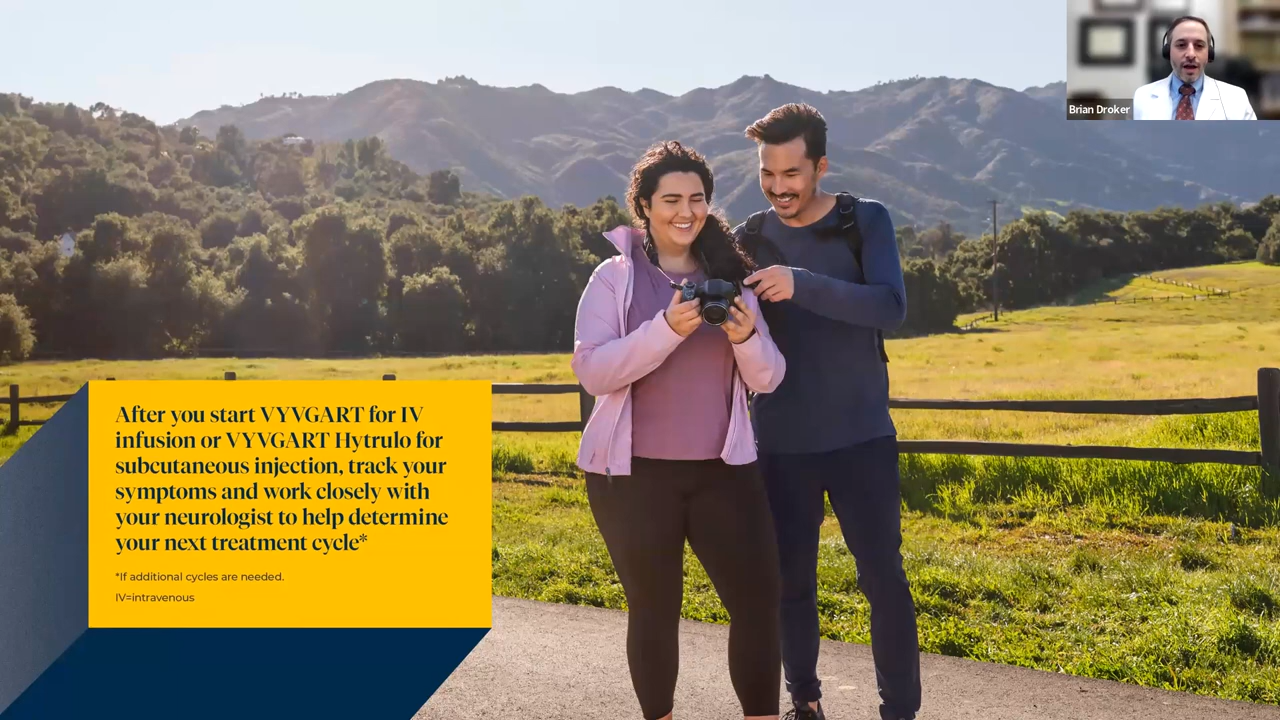 Brian Droker
After you start VYVGART for IV
infusion or VYVGART Hytrulo for
subcutaneous injection, track your
symptoms and work closely with
your neurologist to help determine
your next treatment cycle*
*If additional cycles are needed.
IV=intravenous